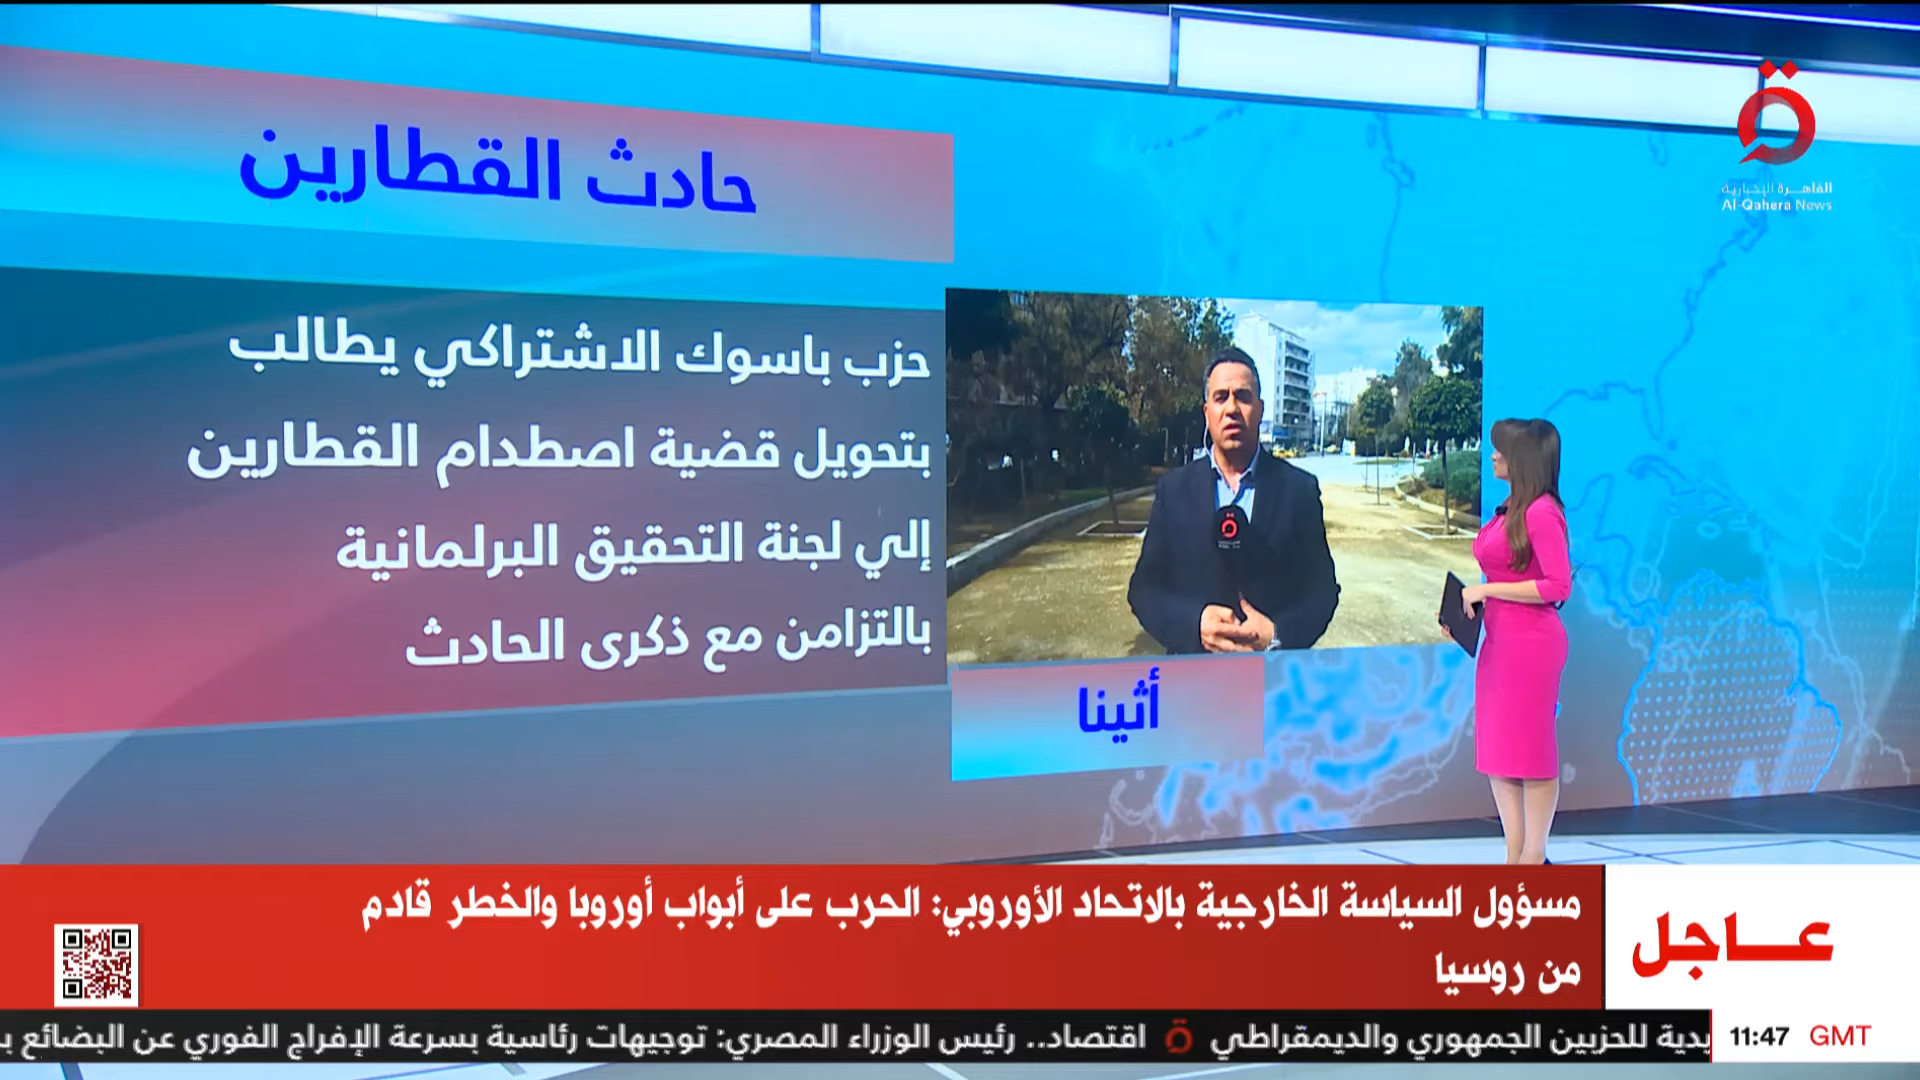 القاهرة الإخبارية
Al-Qahera News
حادث القطارين
حزب باسوك الاشتراكي يطالب
بتحويل قضية اصطدام القطارين
إلي لجنة التحقيق البرلمانية
بالتزامن مع ذكرى الحادث
أثينا
عاجل
مسؤول السياسة الخارجية بالاتحاد الأوروبي: الحرب على أبواب أوروبا والخطر قادم
من روسيا
يدية للحزبين الجمهوري والديمقراطي اقتصاد.. رئيس الوزراء المصري: توجيهات رئاسية بسرعة الإفراج الفوري عن البضائع ب
11:47 GMT